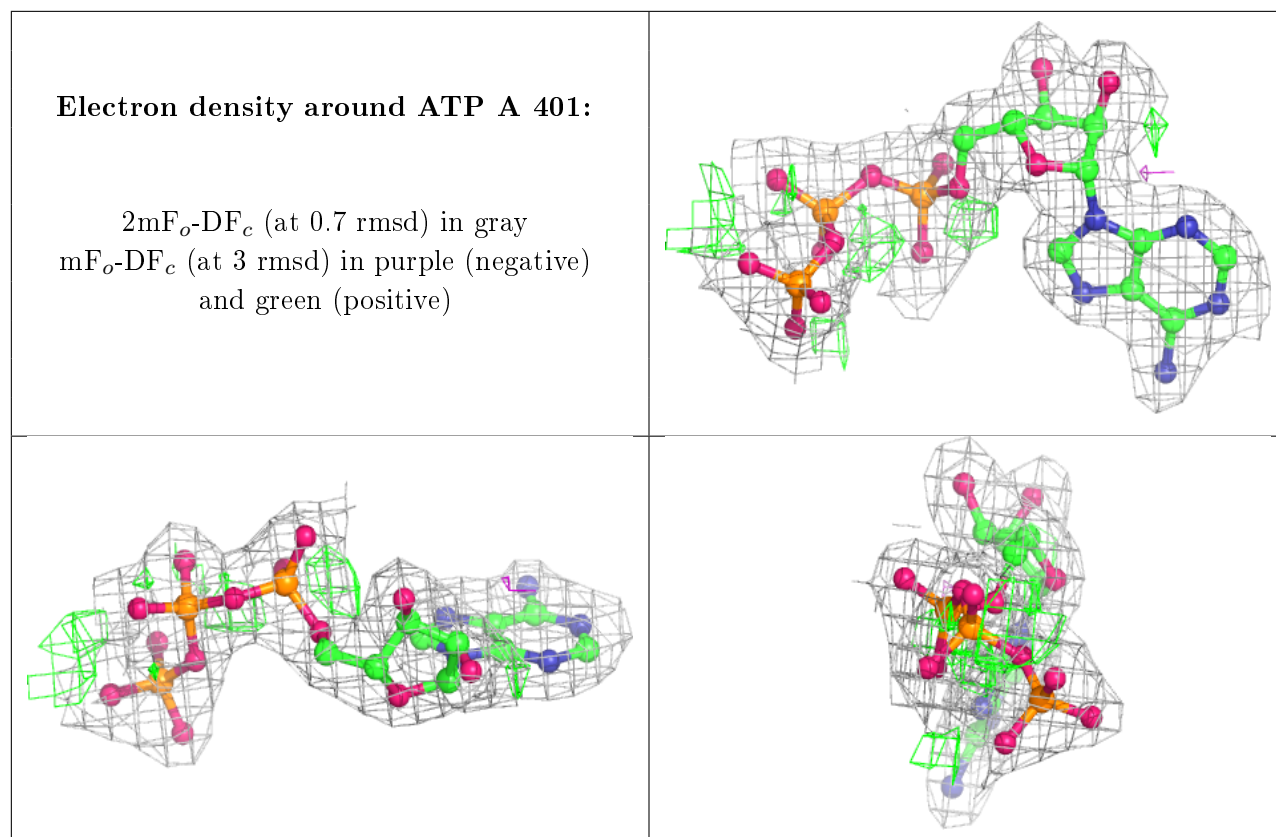 Electron density around ATP A 401:
2mFo-DFc (at 0.7 rmsd) in gray
mFo-DFc (at 3 rmsd) in purple (negative)
and green (positive)